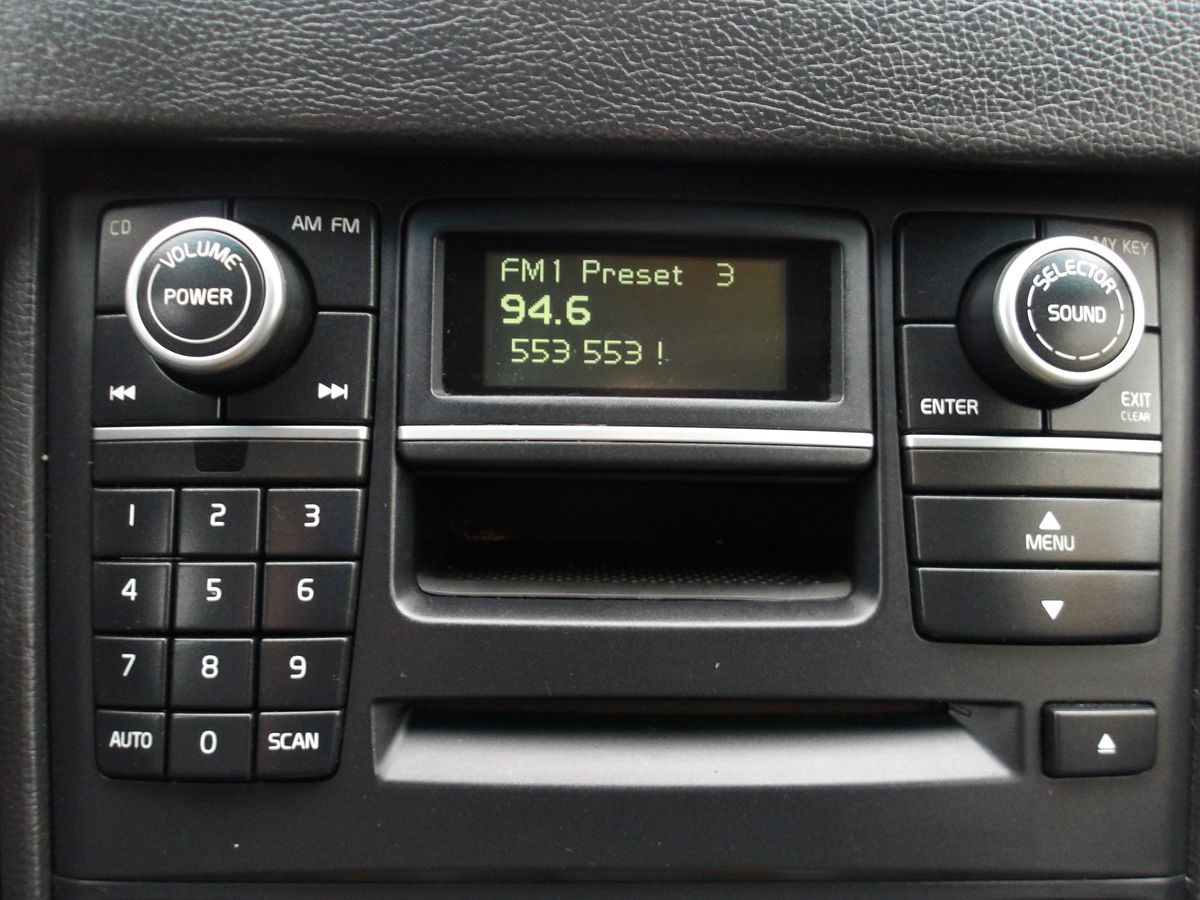 CD
AM FM
VOLUME
POWER
FM1 Preset 3
94.6
553 553 !
MY KEY
SELECTOR
SOUND
ENTER
EXIT
CLEAR
1 2 3
4 5 6
7 8 9
AUTO 0 SCAN
MENU